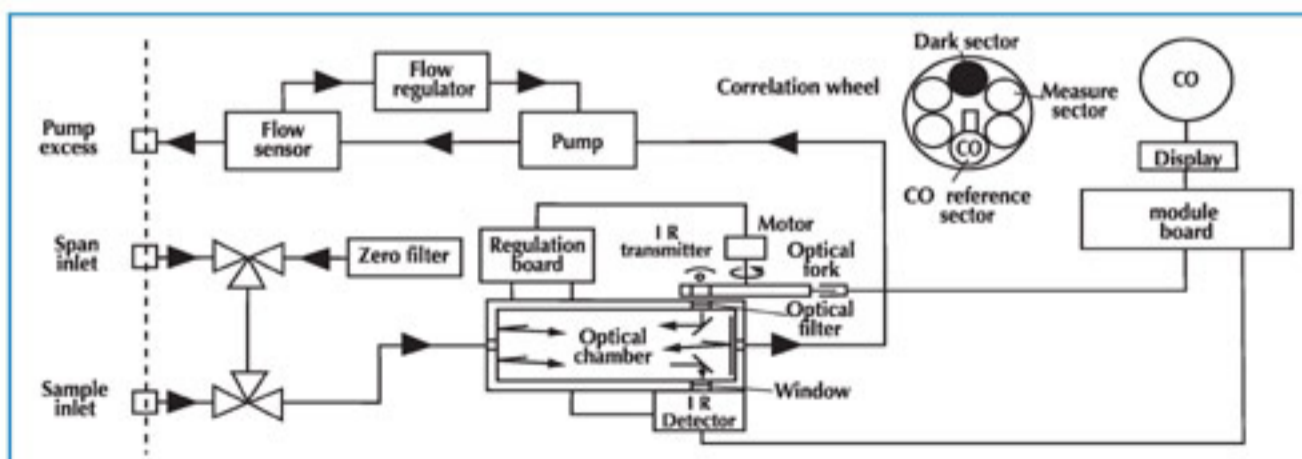 Dark sector
CO
Flow
regulator
Correlation wheel
Measure
sector
Pump
excess
Flow
sensor
Pump
CO
Display
CO reference
sector
module
board
Span
inlet
Zero filter
Regulation
board
I R
transmitter
Motor
Optical
fork
Optical
filter
Optical
chamber
Sample
inlet
Window
I R
Detector